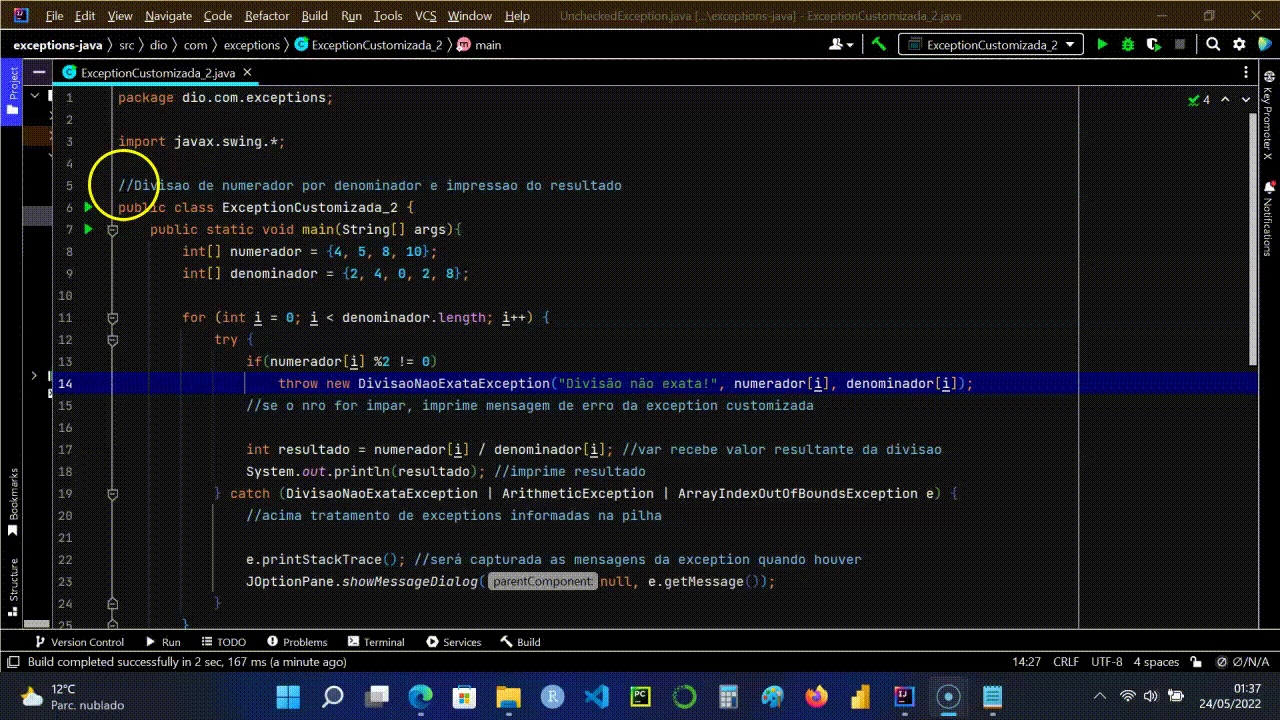 File Edit View Navigate Code Refactor Build Run Tools VCS Window Help UncheckedException.java [...\exceptions-java] - ExceptionCustomizada_2.java
exceptions-java src dio com exceptions ExceptionCustomizada_2 main ExceptionCustomizada_2
Project
ExceptionCustomizada_2.java
1 package dio.com.exceptions;
4
2
3 import javax.swing.*;
4
5 //Divisao de numerador por denominador e impressao do resultado
6 public class ExceptionCustomizada_2 {
7 public static void main(String[] args){
8 int[] numerador = {4, 5, 8, 10};
9 int[] denominador = {2, 4, 0, 2, 8};
10
11 for (int i = 0; i < denominador.length; i++) {
12 try {
13 if(numerador[i] %2 != 0)
14 throw new DivisaoNaoExataException("Divisão não exata!", numerador[i], denominador[i]);
15 //se o nro for impar, imprime mensagem de erro da exception customizada
16
17 int resultado = numerador[i] / denominador[i]; //var recebe valor resultante da divisao
18 System.out.println(resultado); //imprime resultado
19 } catch (DivisaoNaoExataException | ArithmeticException | ArrayIndexOutOfBoundsException e) {
20 //acima tratamento de exceptions informadas na pilha
21
22 e.printStackTrace(); //será capturada as mensagens da exception quando houver
23 JOptionPane.showMessageDialog( parentComponent: null, e.getMessage());
24 }
25 }
Key Promoter X
Notifications
Bookmarks
Structure
Version Control Run TODO Problems Terminal Services Build
Build completed successfully in 2 sec, 167 ms (a minute ago) 14:27 CRLF UTF-8 4 spaces Ø/N/A
12°C
Parc. nublado
R
PC
01:37
24/05/2022